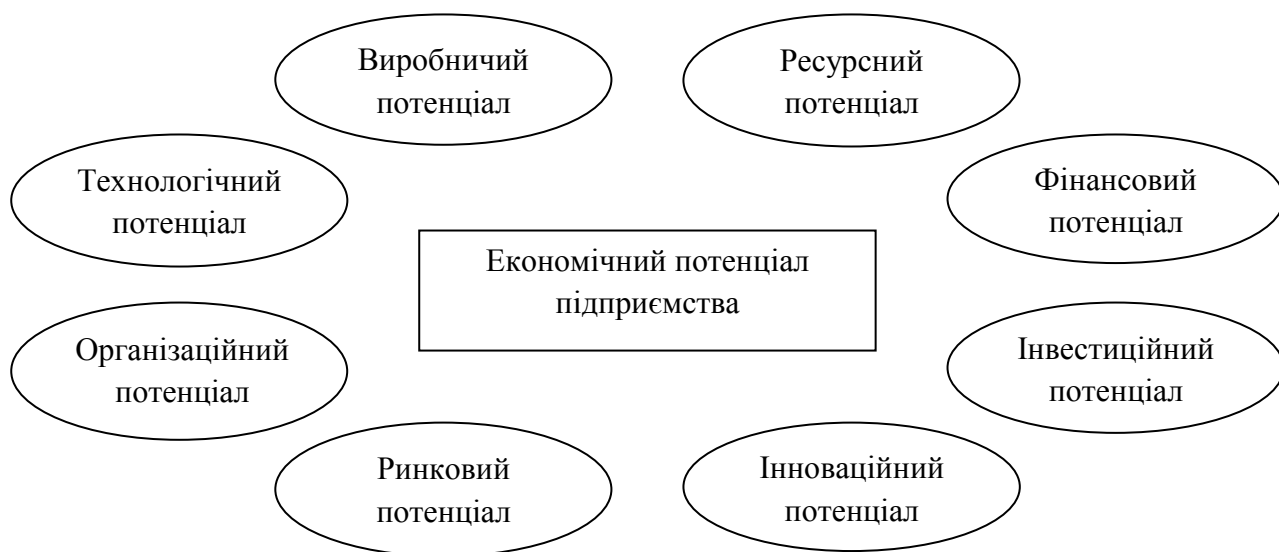 Виробничий
потенціал
Ресурсний
потенціал
Технологічний
потенціал
Фінансовий
потенціал
Економічний потенціал
підприємства
Організаційний
потенціал
Інвестиційний
потенціал
Ринковий
потенціал
Інноваційний
потенціал